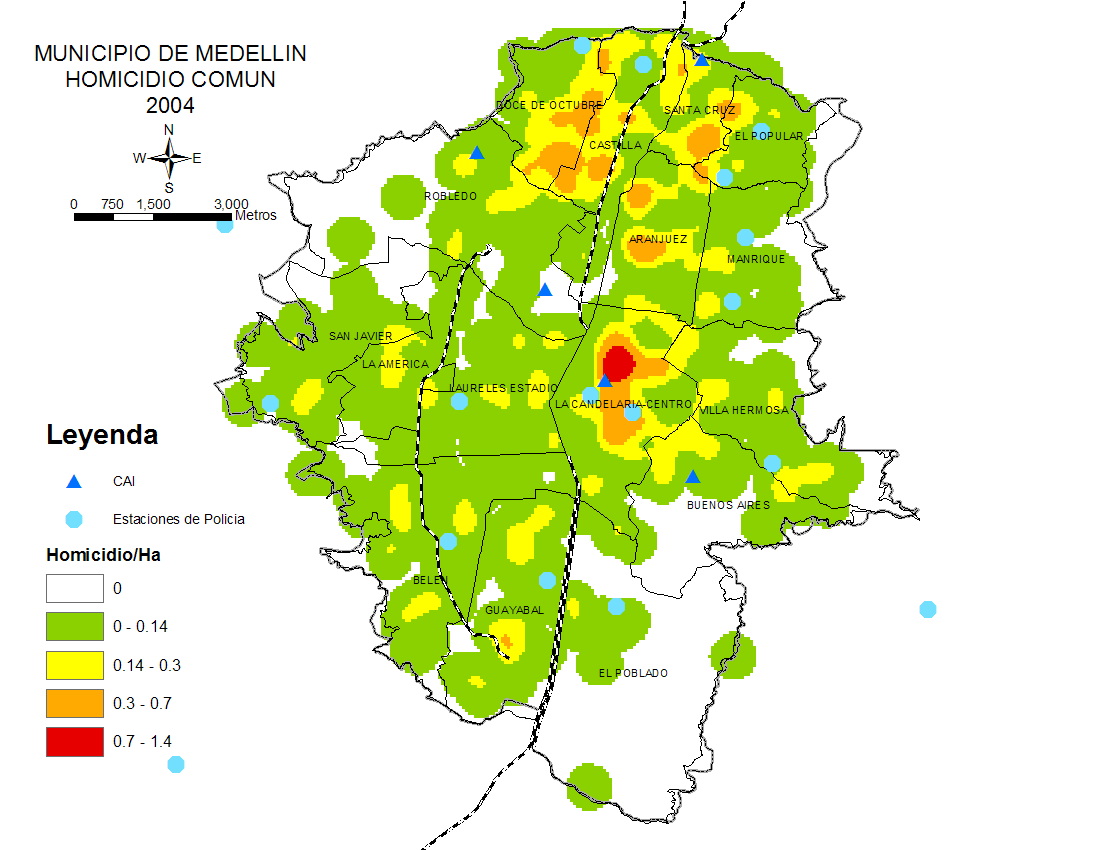 MUNICIPIO DE MEDELLIN
HOMICIDIO COMUN
2004
N
W E
S
0 750 1,500 3,000
Metros
DOCE DE OCTUBRE
SANTA CRUZ
EL POPULAR
CASTILLA
ROBLEDO
ARANJUEZ
MANRIQUE
SAN JAVIER
LA AMERICA
LAURELES ESTADIO
LA CANDELARIA-CENTRO
VILLA HERMOSA
BUENOS AIRES
BELEN
GUAYABAL
EL POBLADO
Leyenda
CAI
Estaciones de Policia
Homicidio/Ha
0
0 - 0.14
0.14 - 0.3
0.3 - 0.7
0.7 - 1.4